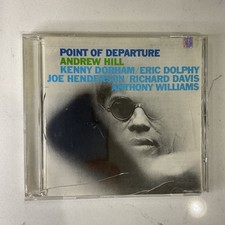 POINT OF DEPARTURE
ANDREW HILL
KENNY DORHAM ERIC DOLPHY
JOE HENDERSON RICHARD DAVIS
ANTHONY WILLIAMS